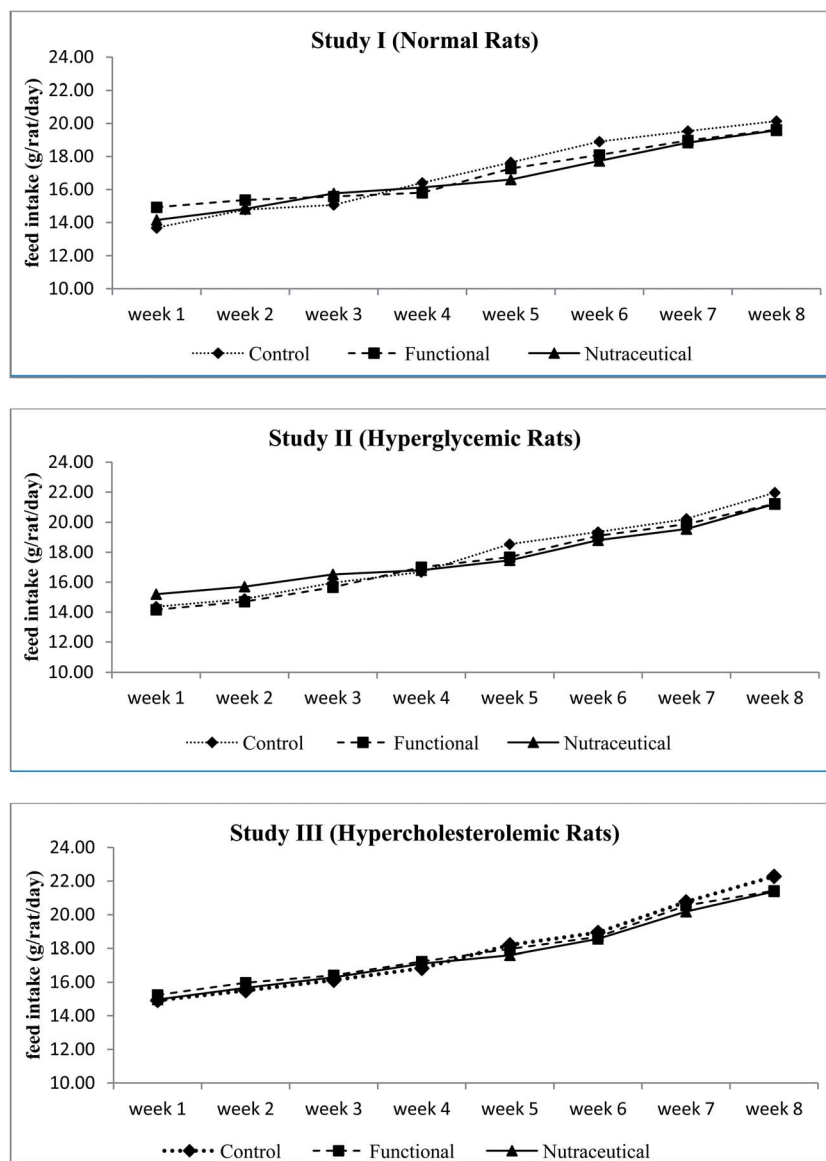 Study I (Normal Rats)
feed intake (g/rat/day)
24.00
22.00
20.00
18.00
16.00
14.00
12.00
10.00
week 1 week 2 week 3 week 4 week 5 week 6 week 7 week 8
Control Functional Nutraceutical
Study II (Hyperglycemic Rats)
feed intake (g/rat/day)
24.00
22.00
20.00
18.00
16.00
14.00
12.00
10.00
week 1 week 2 week 3 week 4 week 5 week 6 week 7 week 8
Control Functional Nutraceutical
Study III (Hypercholesterolemic Rats)
feed intake (g/rat/day)
24.00
22.00
20.00
18.00
16.00
14.00
12.00
10.00
week 1 week 2 week 3 week 4 week 5 week 6 week 7 week 8
Control Functional Nutraceutical